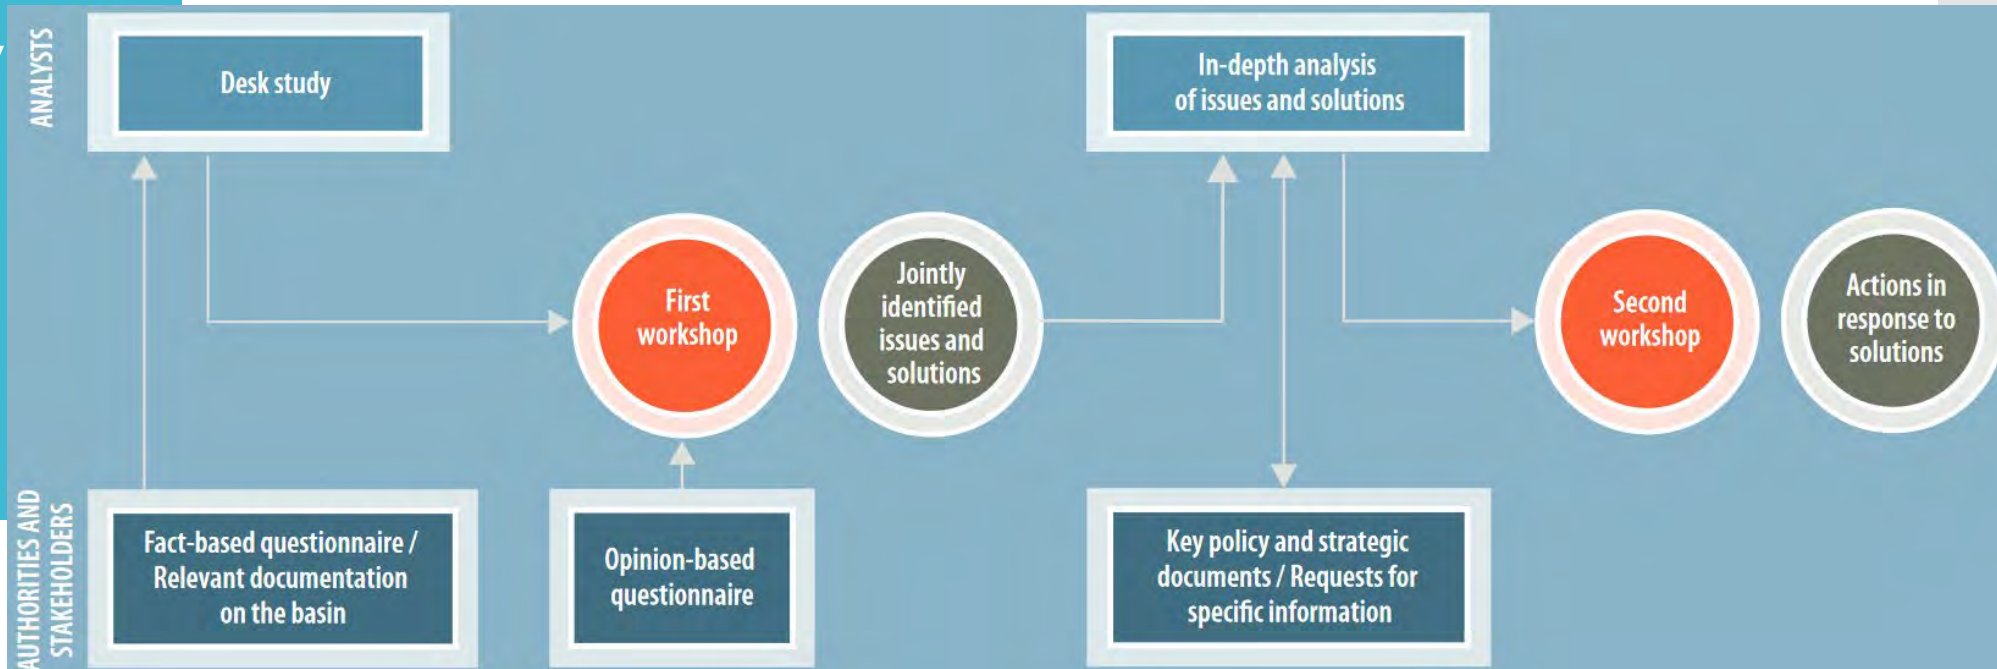 ANALYSTS
Desk study
In-depth analysis
of issues and solutions
First
workshop
Jointly
identified
issues and
solutions
Second
workshop
Actions in
response to
solutions
AUTHORITIES AND
STAKEHOLDERS
Fact-based questionnaire /
Relevant documentation
on the basin
Opinion-based
questionnaire
Key policy and strategic
documents / Requests for
specific information